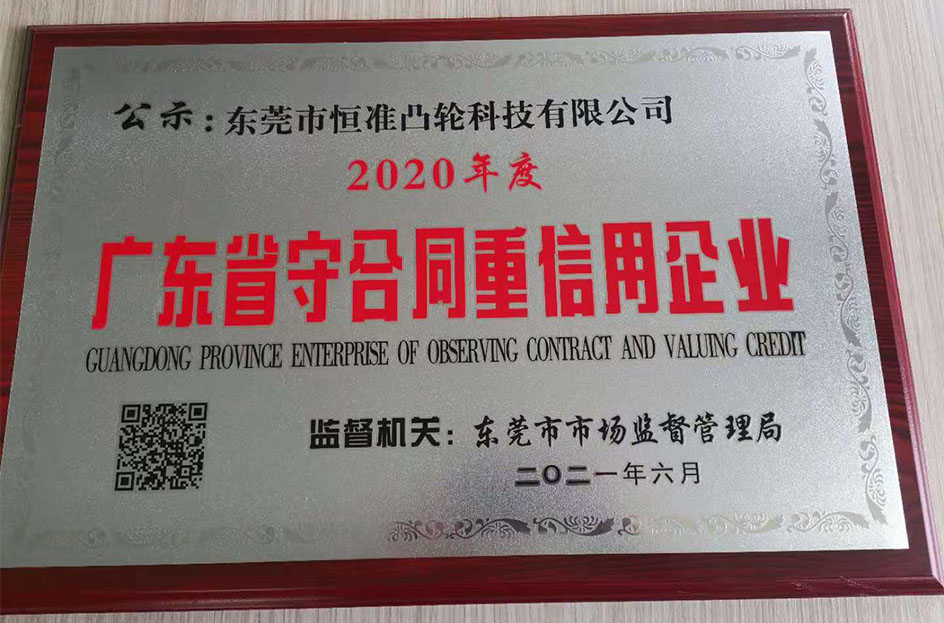 公示：东莞市恒准凸轮科技有限公司
2020年度
广东省守合同重信用企业
GUANGDONG PROVINCE ENTERPRISE OF OBSERVING CONTRACT AND VALUING CREDIT
监督机关：东莞市市场监督管理局
二〇二一年六月